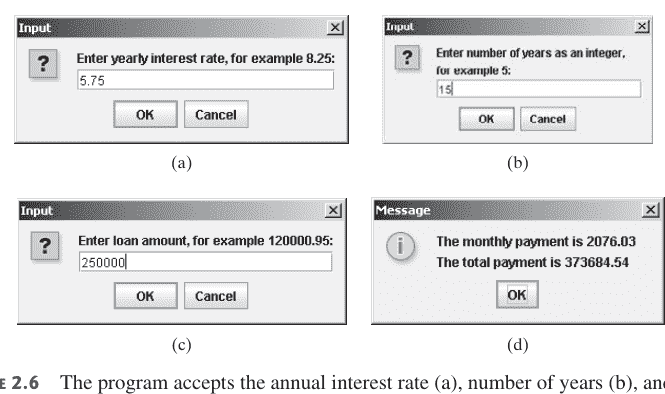 Input
Enter yearly interest rate, for example 8.25:
5.75
OK Cancel
(a)
Input
Enter number of years as an integer,
for example 5:
15
OK Cancel
(b)
Input
Enter loan amount, for example 120000.95:
250000
OK Cancel
(c)
Message
The monthly payment is 2076.03
The total payment is 373684.54
OK
(d)
E 2.6 The program accepts the annual interest rate (a), number of years (b), and